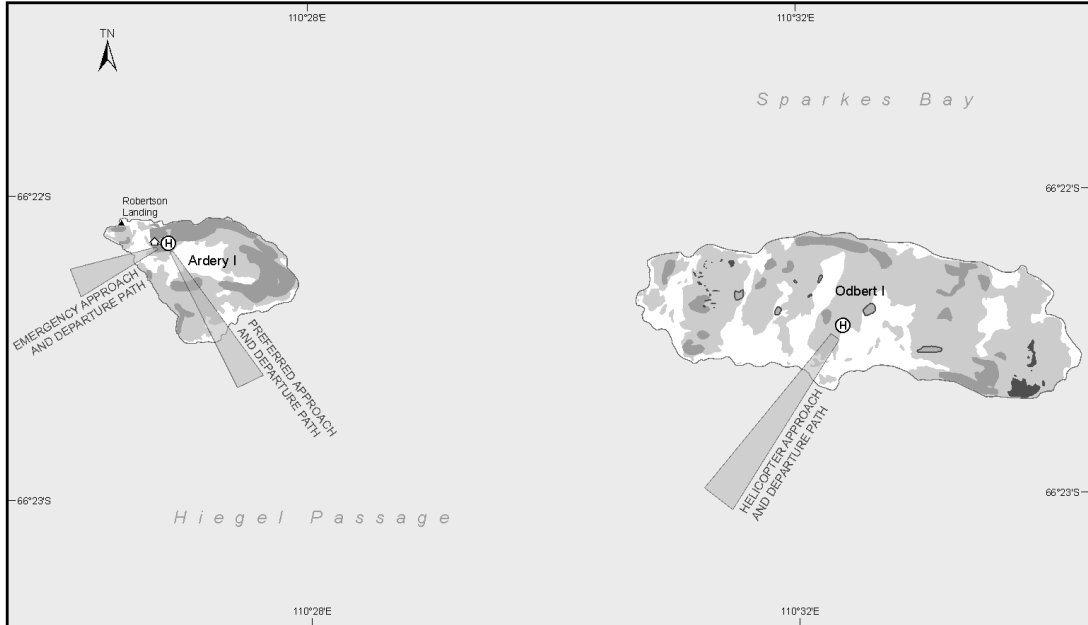 110°28'E
110°32'E
TN
Sparkes Bay
66°22'S
66°22'S
Robertson
Landing
H
Ardery I
EMERGENCY APPROACH
AND DEPARTURE PATH
PREFERRED APPROACH
AND DEPARTURE PATH
Odbert I
H
HELICOPTER APPROACH
AND DEPARTURE PATH
66°23'S
66°23'S
Hiegel Passage
110°28'E
110°32'E